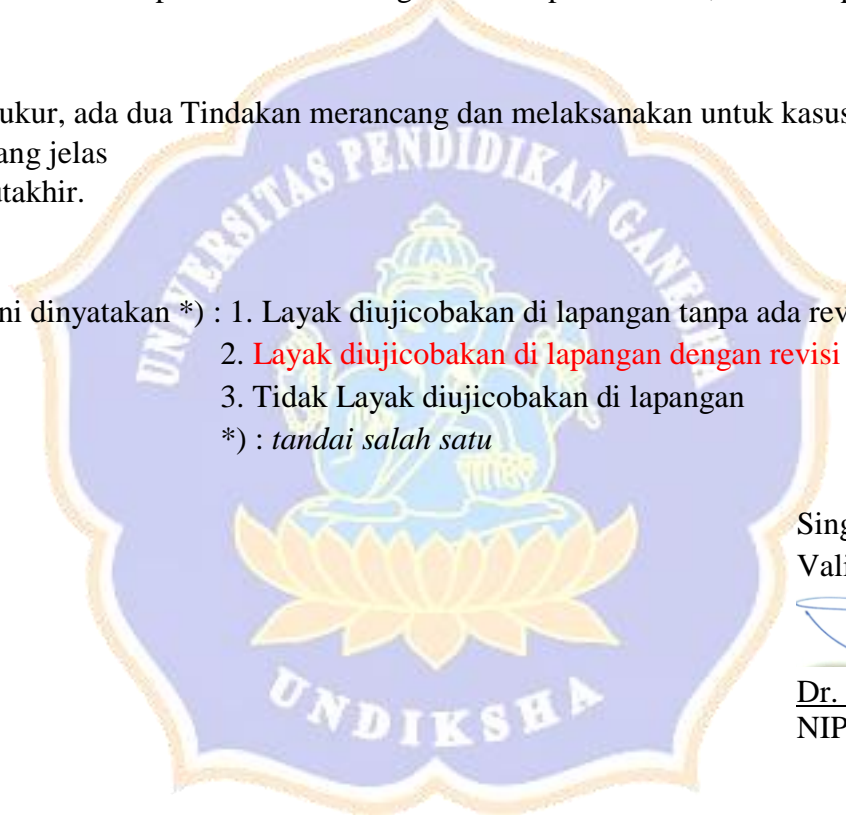 ukur, ada dua Tindakan merancang dan melaksanakan untuk kasus
ang jelas
utakhir.
UNIVERSITAS PENDIDIKAN GANESHA
ni dinyatakan *) : 1. Layak diujicobakan di lapangan tanpa ada rev
2. Layak diujicobakan di lapangan dengan revisi
3. Tidak Layak diujicobakan di lapangan
*) : tandai salah satu
Sing
Vali
UNDIKSHA
Dr.
NIP